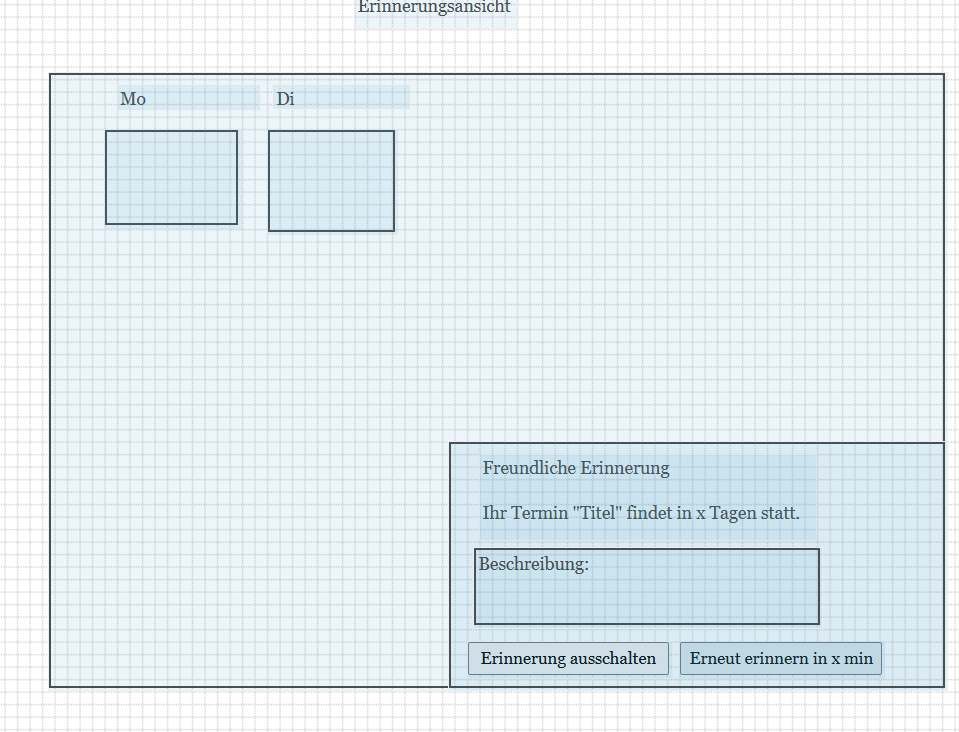 Erinnerungsansicht
Mo
Di
Freundliche Erinnerung
Ihr Termin "Titel" findet in x Tagen statt.
Beschreibung:
Erinnerung ausschalten
Erneut erinnern in x min